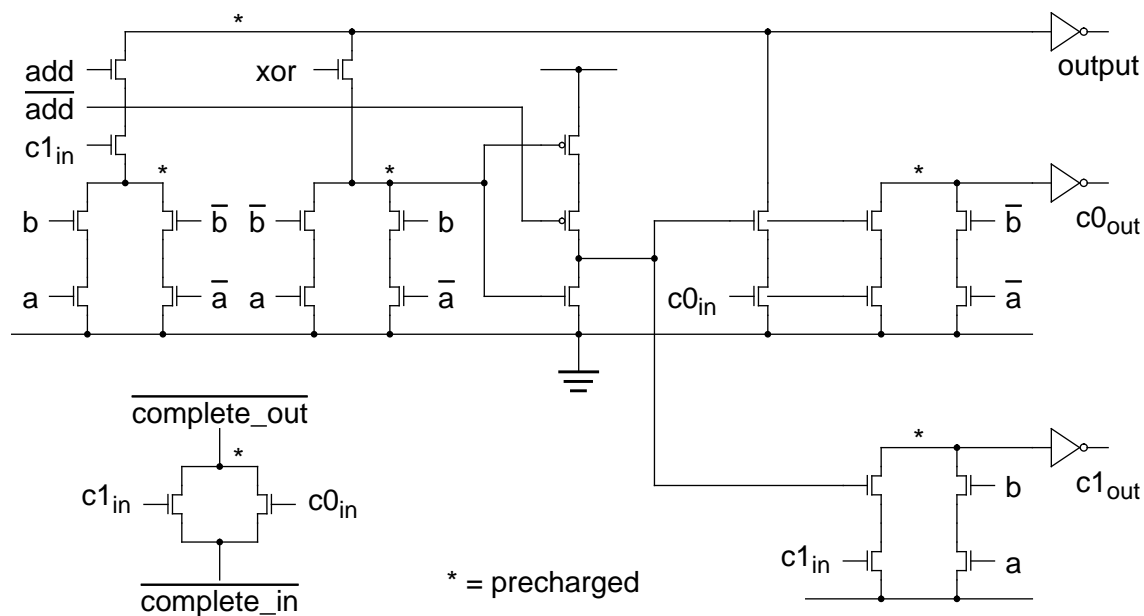 *
add
xor
output
add
c1in
*
*
*
b
b
b
b
b
c0out
a
a
a
a
c0in
a
complete_out
*
*
c1in
c0in
b
c1out
c1in
a
* = precharged
complete_in